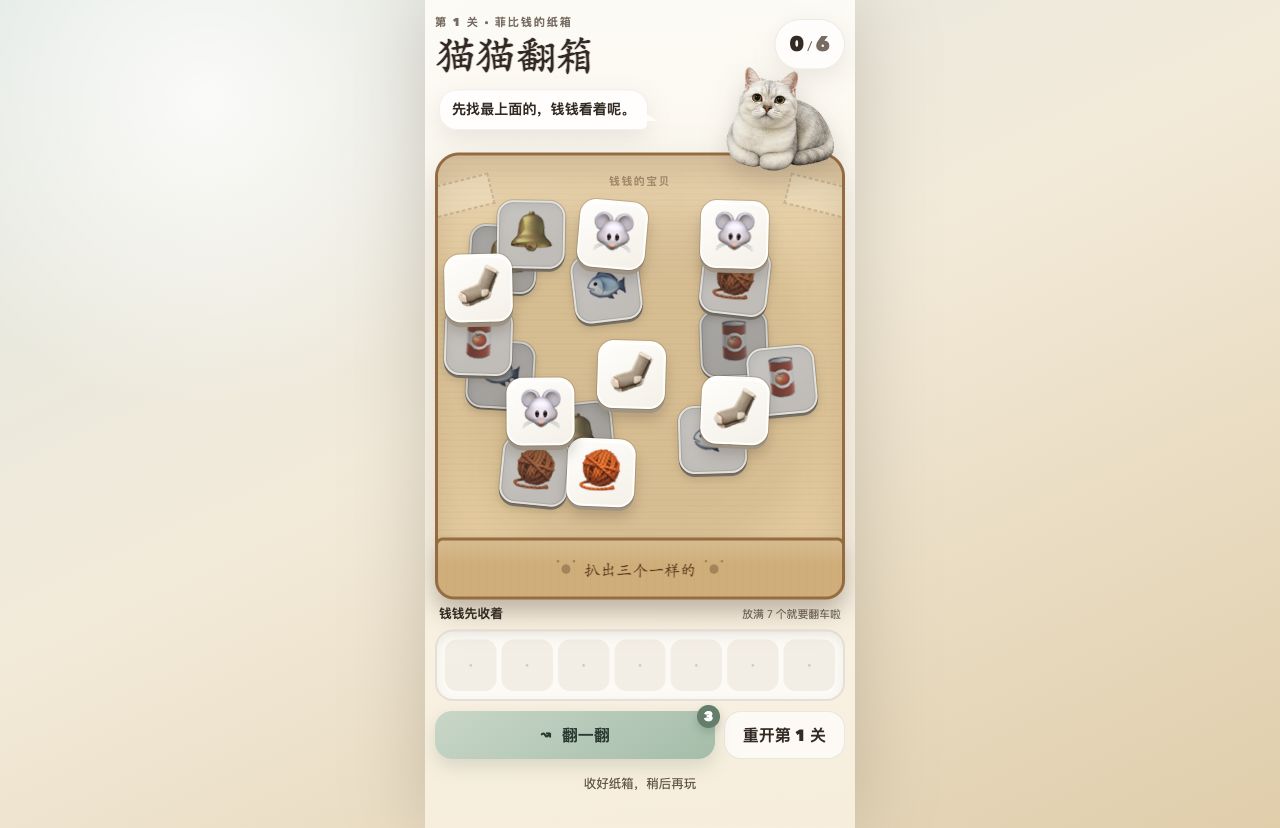 第 1 关 · 菲比钱的纸箱
猫猫翻箱
0 / 6
先找最上面的，钱钱看着呢。
钱钱的宝贝
扒出三个一样的
钱钱先收着
放满 7 个就要翻车啦
↝ 翻一翻
3
重开第 1 关
收好纸箱，稍后再玩